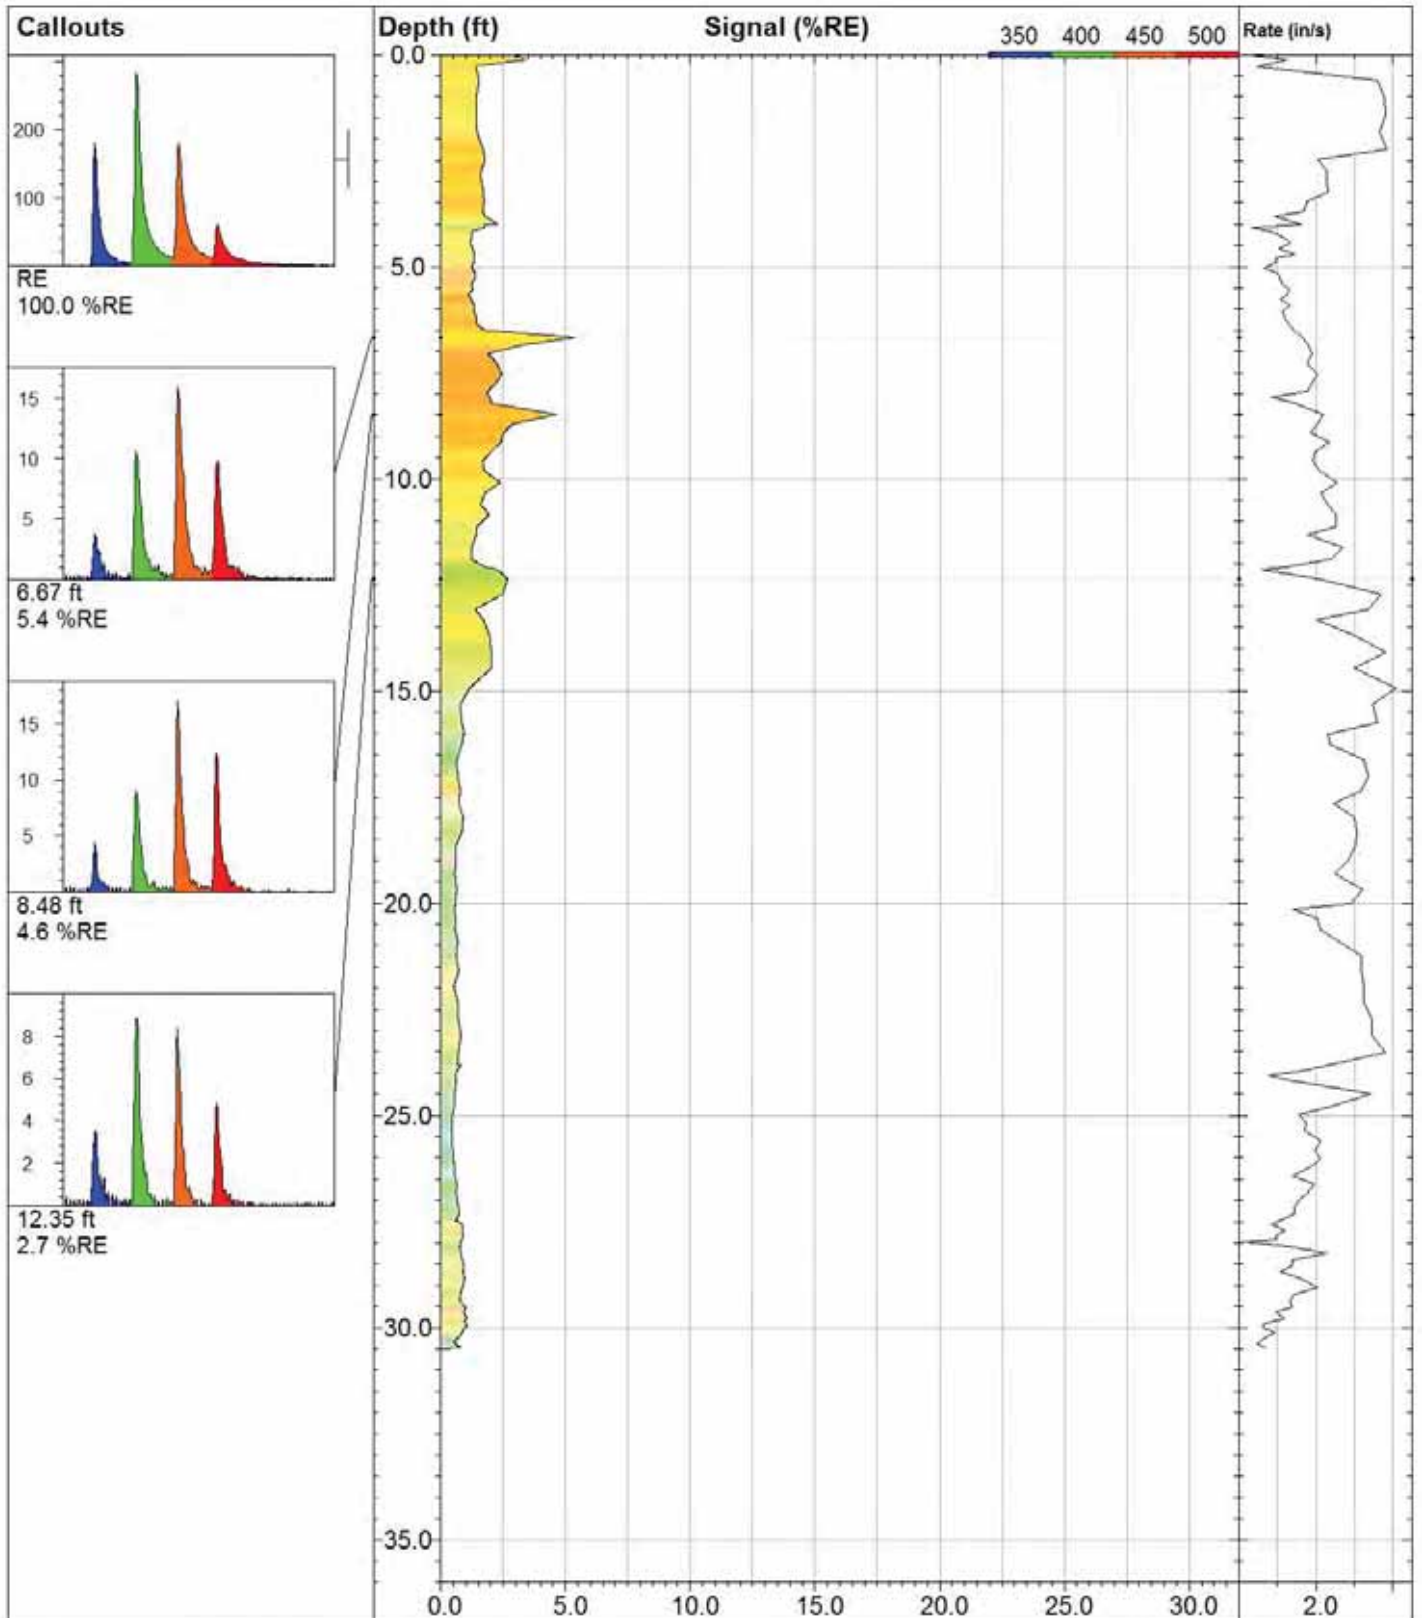 Callouts
Depth (ft)
Signal (%RE)
350 400 450 500
Rate (in/s)
200
100
RE
100.0 %RE
15
10
5
6.67 ft
5.4 %RE
15
10
5
8.48 ft
4.6 %RE
8
6
4
2
12.35 ft
2.7 %RE
0.0
5.0
10.0
15.0
20.0
25.0
30.0
35.0
0.0 5.0 10.0 15.0 20.0 25.0 30.0
2.0